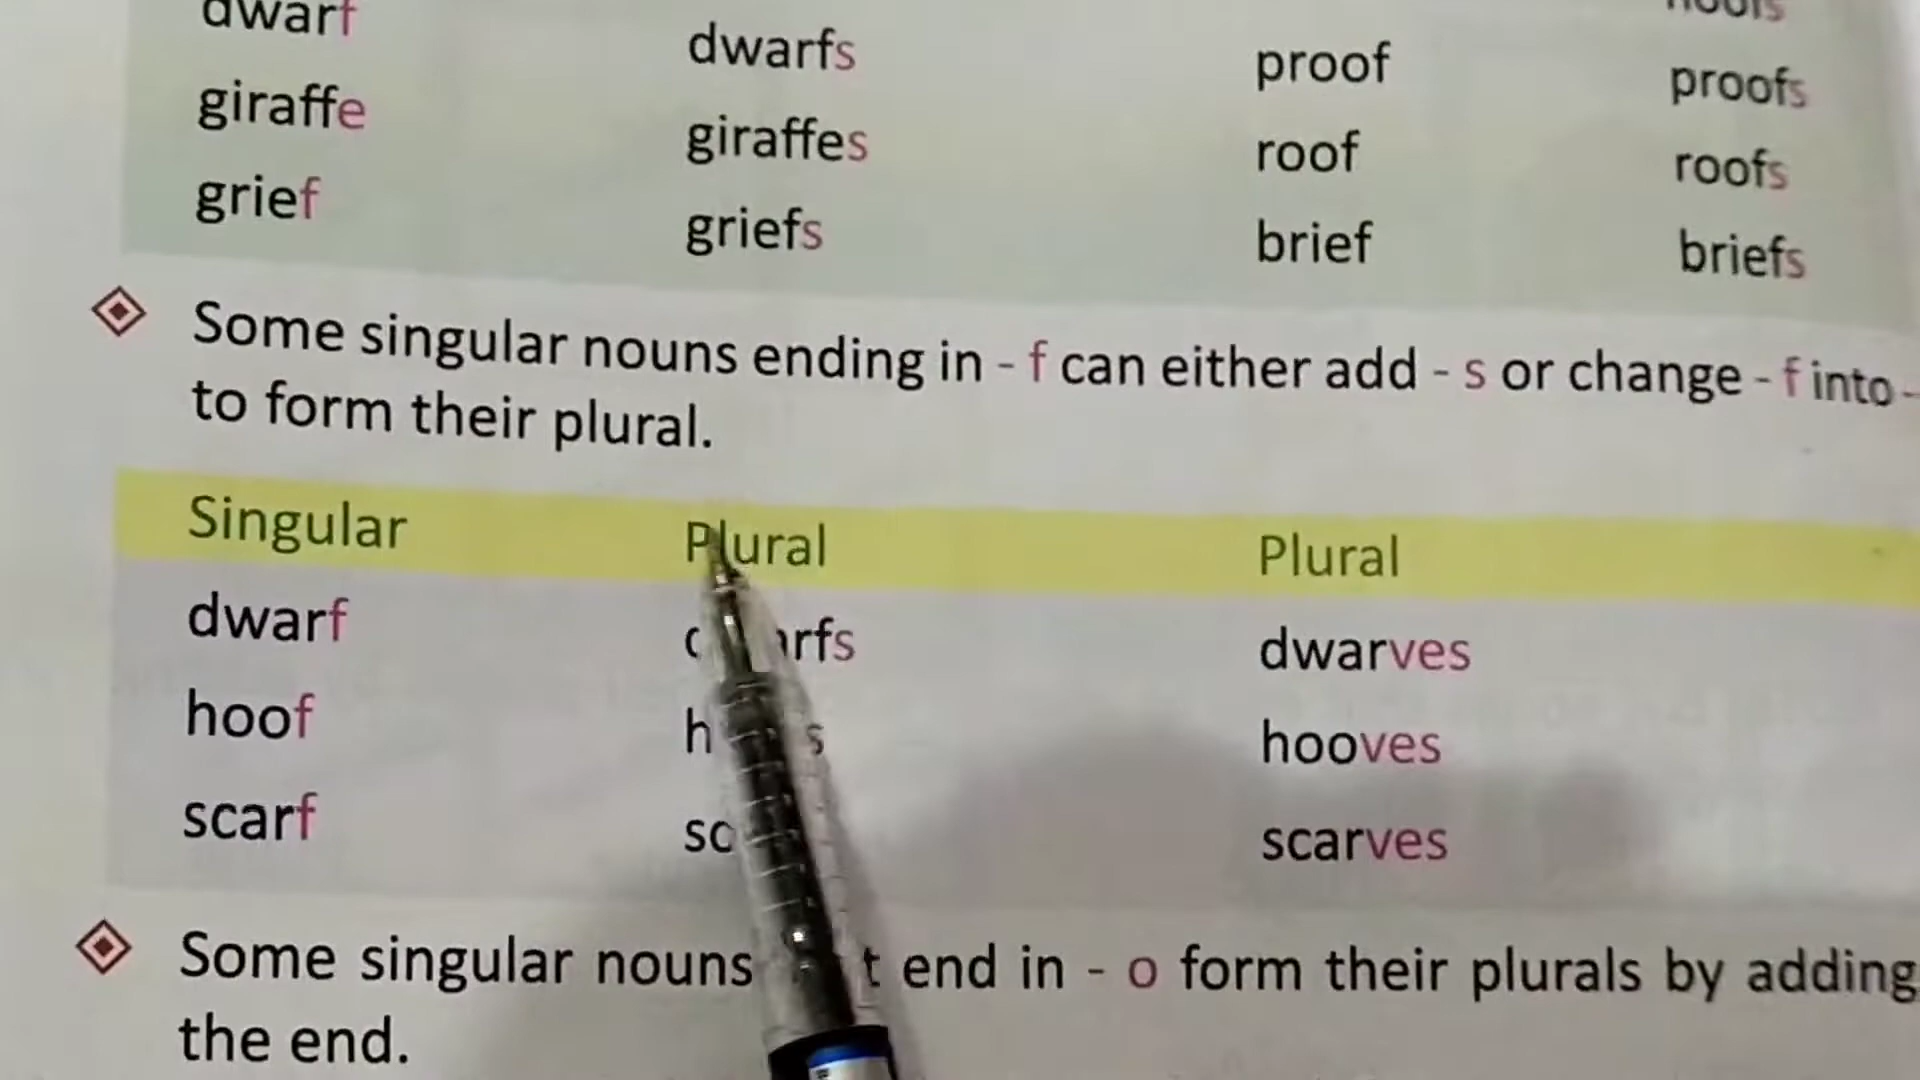 dwarf dwarfs proof proofs
giraffe giraffes roof roofs
grief griefs brief briefs
Some singular nouns ending in - f can either add - s or change - f into -
to form their plural.
Singular Plural Plural
dwarf dwarves
hoof hooves
scarf scarves
Some singular nouns end in - o form their plurals by adding
the end.